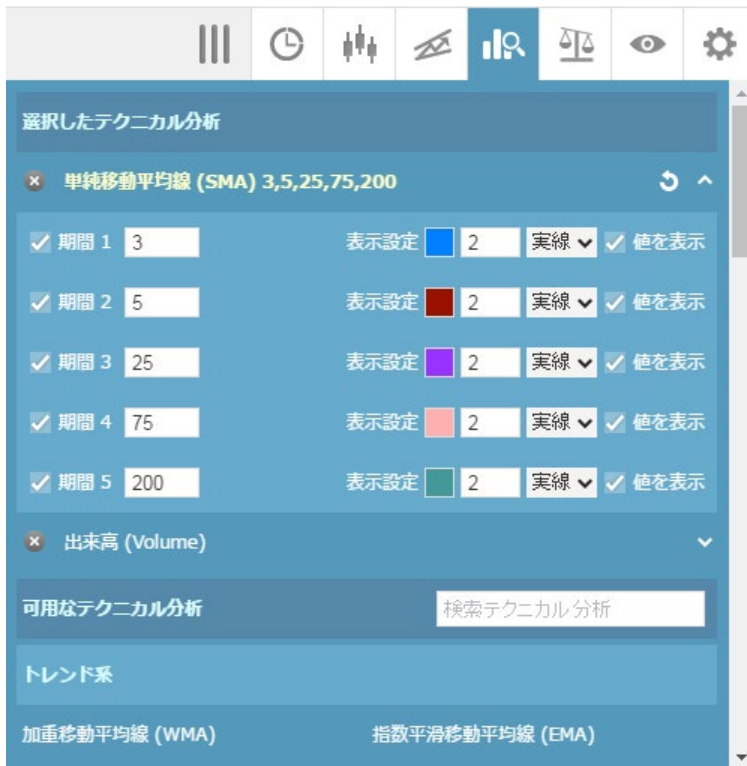 選択したテクニカル分析
単純移動平均線 (SMA) 3,5,25,75,200
期間 1 3 表示設定 2 実線 値を表示
期間 2 5 表示設定 2 実線 値を表示
期間 3 25 表示設定 2 実線 値を表示
期間 4 75 表示設定 2 実線 値を表示
期間 5 200 表示設定 2 実線 値を表示
出来高 (Volume)
可用なテクニカル分析 検索テクニカル分析
トレンド系
加重移動平均線 (WMA) 指数平滑移動平均線 (EMA)